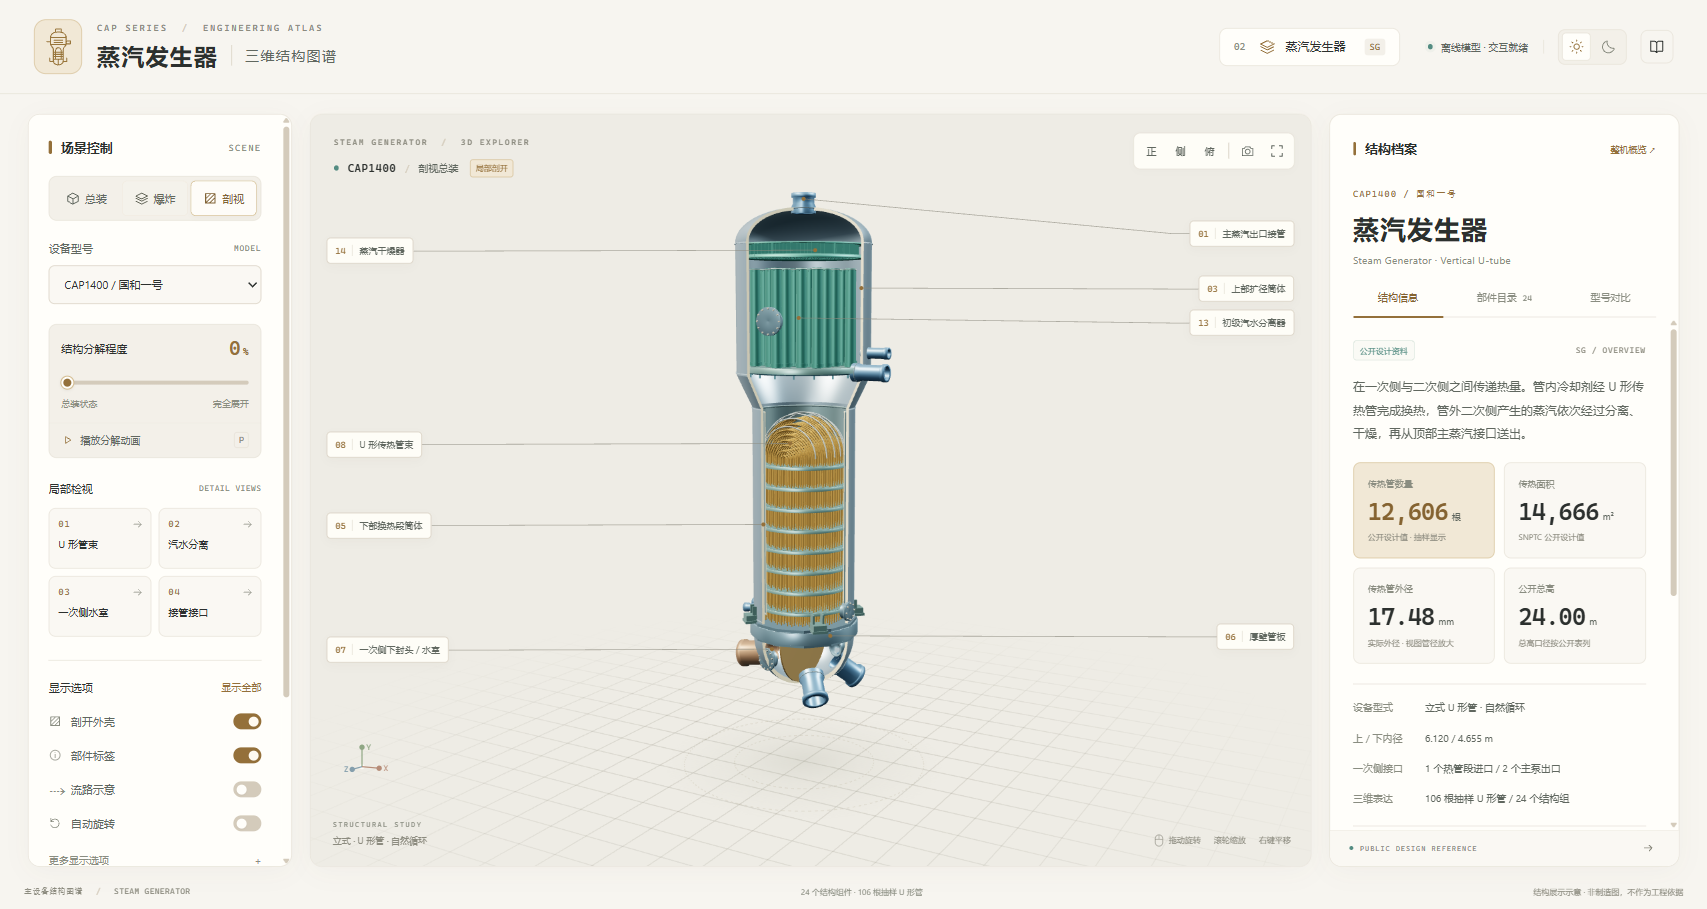 CAP SERIES / ENGINEERING ATLAS
蒸汽发生器 三维结构图谱
02 蒸汽发生器 SG
离线模型 · 交互就绪
场景控制 SCENE
总装 爆炸 剖视
设备型号 MODEL
CAP1400 / 国和一号
结构分解程度 0%
总装状态 完全展开
播放分解动画 P
局部检视 DETAIL VIEWS
01 → 02 →
U 形管束 汽水分离
03 → 04 →
一次侧水室 接管接口
显示选项 显示全部
剖开外壳
部件标签
流路示意
自动旋转
更多显示选项 +
STEAM GENERATOR / 3D EXPLORER
CAP1400 / 剖视总装 局部剖开
正 侧 俯
14 蒸汽干燥器
01 主蒸汽出口接管
03 上部扩径筒体
13 初级汽水分离器
08 U 形传热管束
05 下部换热段筒体
07 一次侧下封头 / 水室
06 厚壁管板
Y
Z X
STRUCTURAL STUDY
立式 · U 形管 · 自然循环
拖动旋转 滚轮缩放 右键平移
结构档案 整机概览 ↗
CAP1400 / 国和一号
蒸汽发生器
Steam Generator · Vertical U-tube
结构信息 部件目录 24 型号对比
公开设计资料 SG / OVERVIEW
在一次侧与二次侧之间传递热量。管内冷却剂经 U 形传
热管完成换热，管外二次侧产生的蒸汽依次经过分离、
干燥，再从顶部主蒸汽接口送出。
传热管数量
12,606 根
公开设计值 · 抽样显示
传热面积
14,666 m²
SNPTC 公开设计值
传热管外径
17.48 mm
实际外径 · 视图管径放大
公开总高
24.00 m
总高口径按公开表列
设备型式 立式 U 形管 · 自然循环
上 / 下内径 6.120 / 4.655 m
一次侧接口 1 个热管段进口 / 2 个主泵出口
三维表达 106 根抽样 U 形管 / 24 个结构组
PUBLIC DESIGN REFERENCE →
主设备结构图谱 / STEAM GENERATOR
24 个结构组件 · 106 根抽样 U 形管
结构展示示意 · 非制造图，不作为工程依据